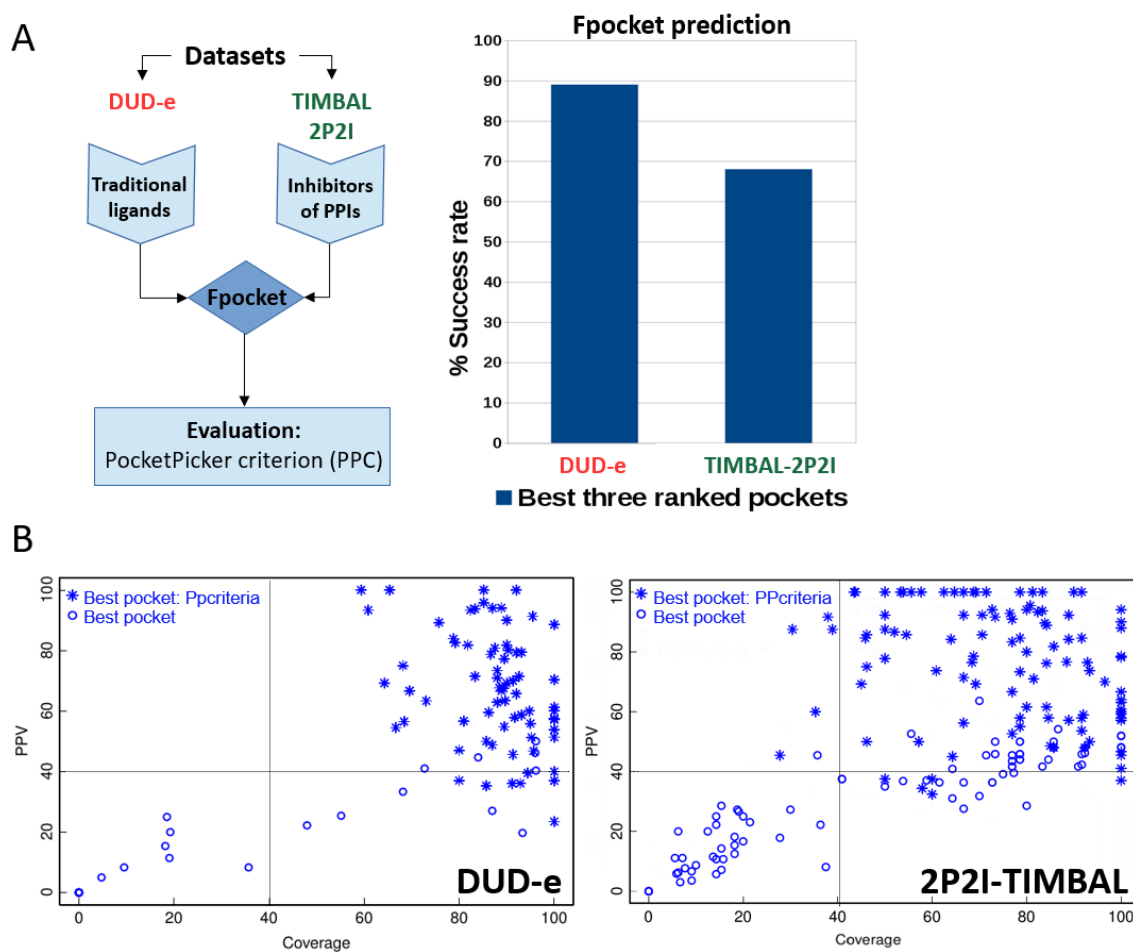 A
Datasets
DUD-e
TIMBAL
2P2I
Traditional
ligands
Inhibitors
of PPIs
Fpocket
Evaluation:
PocketPicker criterion (PPC)
Fpocket prediction
% Success rate
100
90
80
70
60
50
40
30
20
10
0
DUD-e
TIMBAL-2P2I
Best three ranked pockets
B
PPV
100
80
60
40
20
0
Best pocket: Ppcriteria
Best pocket
DUD-e
0 20 40 60 80 100
Coverage
PPV
100
80
60
40
20
0
Best pocket: PPcriteria
Best pocket
2P2I-TIMBAL
0 20 40 60 80 100
Coverage